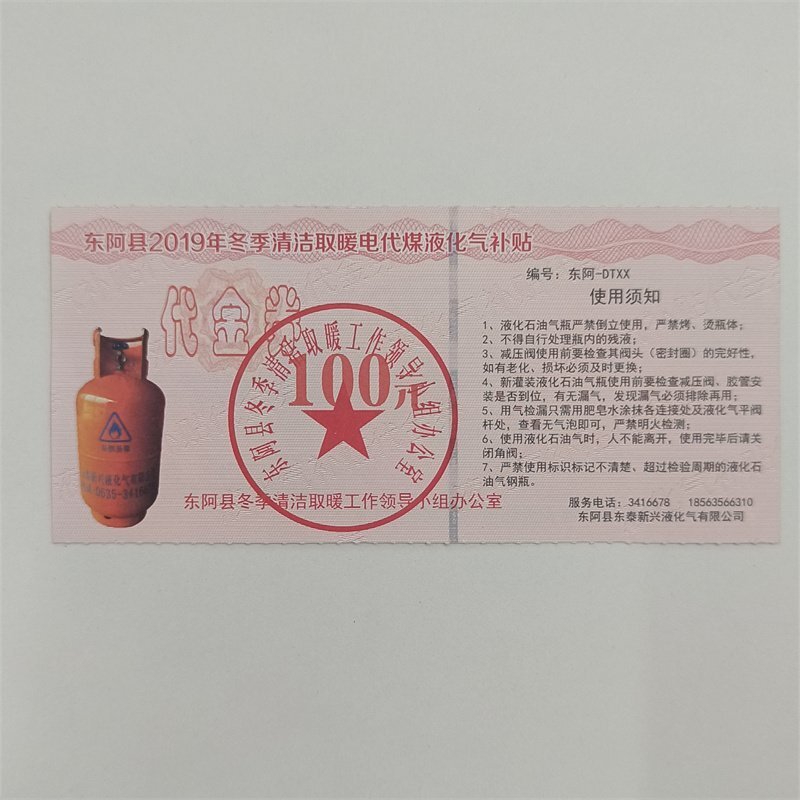 东阿县2019年冬季清洁取暖电代煤液化气补贴
代金券
100元
东阿县冬季清洁取暖工作领导小组办公室
东阿县冬季清洁取暖工作领导小组办公室
编号：东阿-DTXX
使用须知
1、液化石油气瓶严禁倒立使用，严禁烤、烫瓶体；
2、不得自行处理瓶内的残液；
3、减压阀使用前要检查其阀头（密封圈）的完好性，
如有老化、损坏必须及时更换；
4、新灌装液化石油气瓶使用前要检查减压阀、胶管安
装是否到位，有无漏气，发现漏气必须排除再用；
5、用气检漏只需用肥皂水涂抹各连接处及液化气平阀
杆处，查看无气泡即可，严禁明火检测；
6、使用液化石油气时，人不能离开，使用完毕后请关
闭角阀；
7、严禁使用标识标记不清楚、超过检验周期的液化石
油气钢瓶。
服务电话：3416678 18563566310
东阿县东泰新兴液化气有限公司